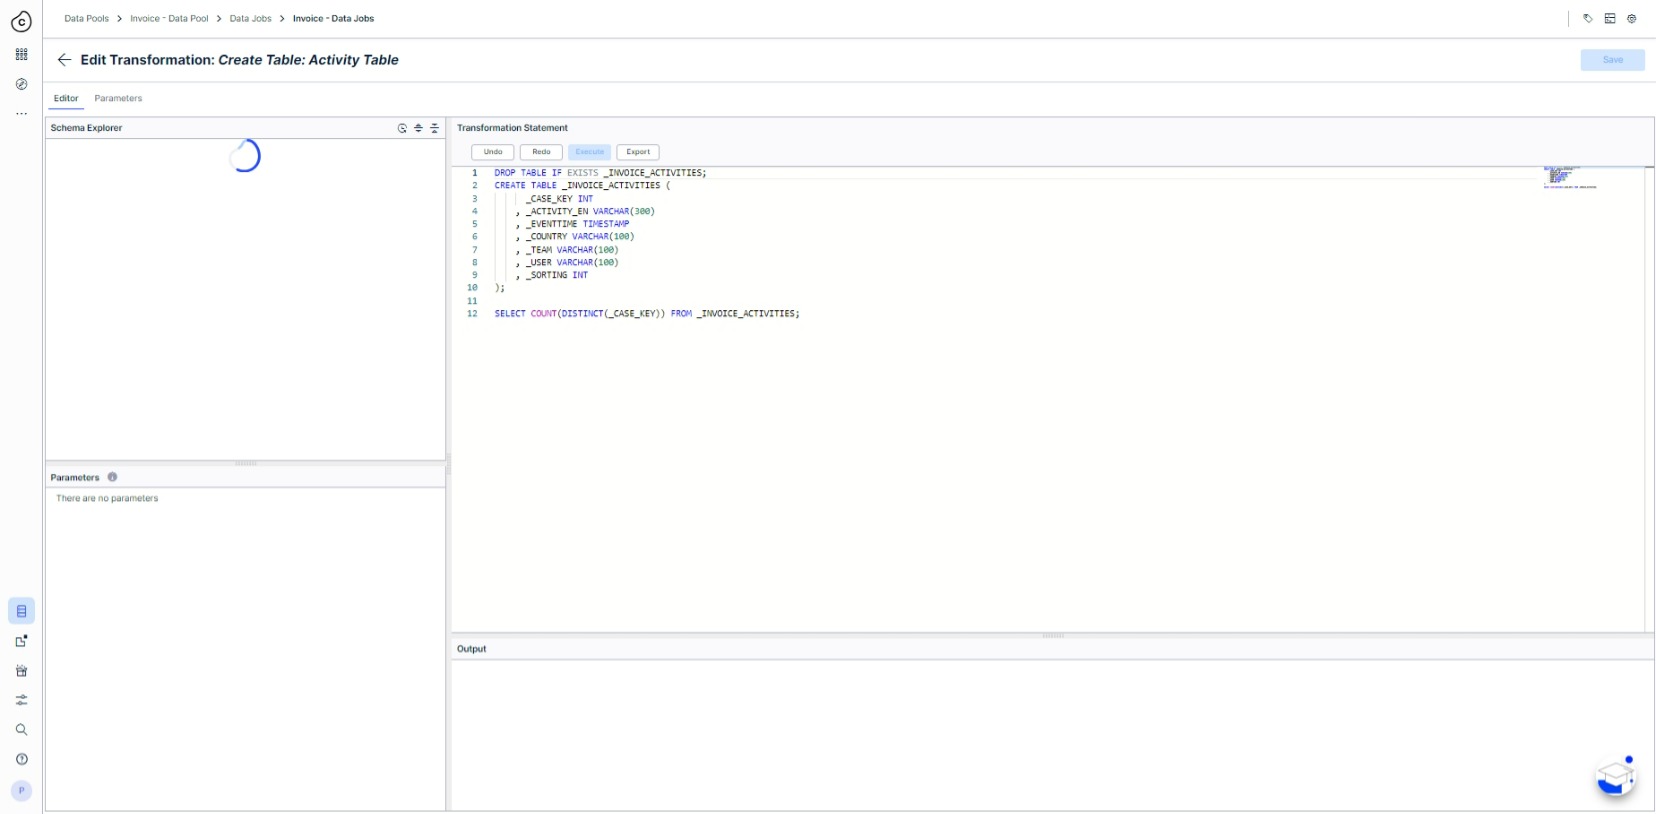 Data Pools > Invoice - Data Pool > Data Jobs > Invoice - Data Jobs
Edit Transformation: Create Table: Activity Table
Save
Editor
Parameters
Schema Explorer
Transformation Statement
Undo
Redo
Execute
Export
1 DROP TABLE IF EXISTS _INVOICE_ACTIVITIES;
2 CREATE TABLE _INVOICE_ACTIVITIES (
3 _CASE_KEY INT
4 , _ACTIVITY_EN VARCHAR(300)
5 , _EVENTTIME TIMESTAMP
6 , _COUNTRY VARCHAR(100)
7 , _TEAM VARCHAR(100)
8 , _USER VARCHAR(100)
9 , _SORTING INT
10 );
11
12 SELECT COUNT(DISTINCT(_CASE_KEY)) FROM _INVOICE_ACTIVITIES;
Parameters
There are no parameters
Output
P